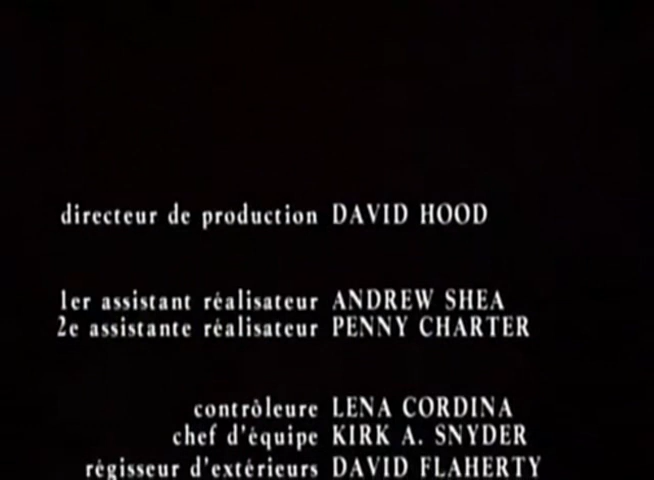 directeur de production DAVID HOOD
1er assistant réalisateur ANDREW SHEA
2e assistante réalisateur PENNY CHARTER
contrôleure LENA CORDINA
chef d'équipe KIRK A. SNYDER
régisseur d'extérieurs DAVID FLAHERTY